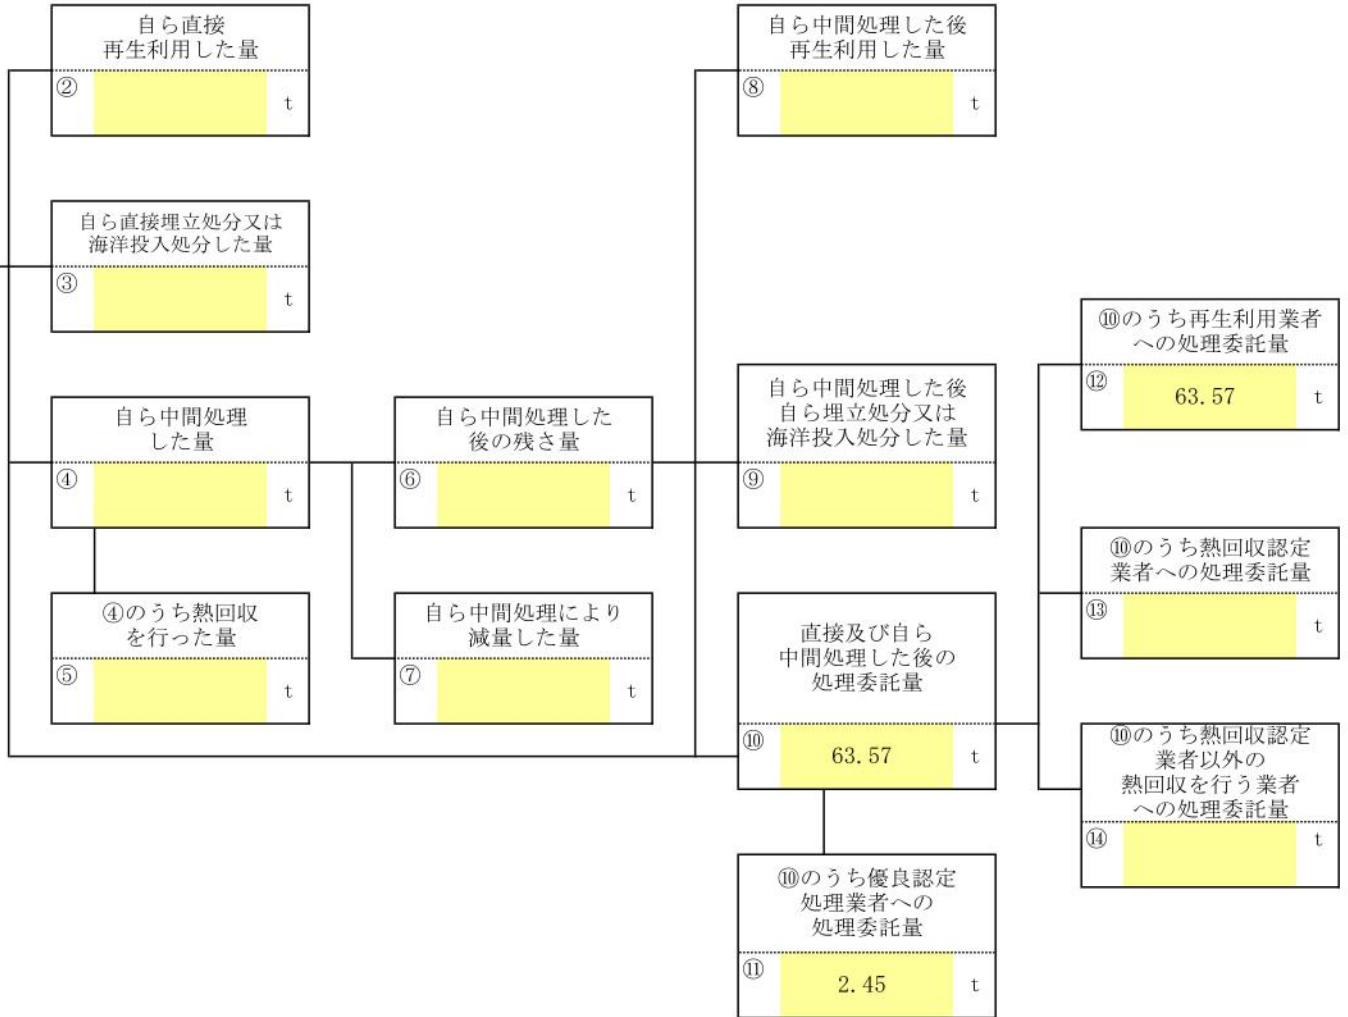 自ら直接
再生利用した量
②
t
自ら中間処理した後
再生利用した量
⑧
t
自ら直接埋立処分又は
海洋投入処分した量
③
t
⑩のうち再生利用業者
への処理委託量
⑫
63.57
t
自ら中間処理
した量
④
t
自ら中間処理した
後の残さ量
⑥
t
自ら中間処理した後
自ら埋立処分又は
海洋投入処分した量
⑨
t
⑩のうち熱回収認定
業者への処理委託量
⑬
t
④のうち熱回収
を行った量
⑤
t
自ら中間処理により
減量した量
⑦
t
直接及び自ら
中間処理した後の
処理委託量
⑩
63.57
t
⑩のうち熱回収認定
業者以外の
熱回収を行う業者
への処理委託量
⑭
t
⑩のうち優良認定
処理業者への
処理委託量
⑪
2.45
t